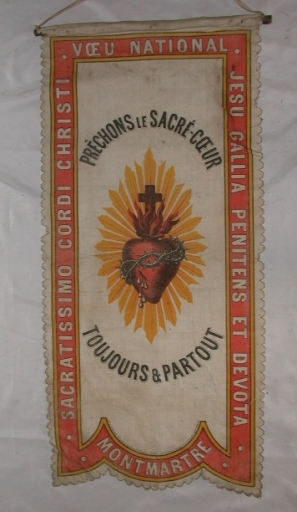 VŒU NATIONAL
SACRATISSIMO CORDI CHRISTI
JESU GALLIA PENITENS ET DEVOTA
PRÊCHONS LE SACRÉ-CŒUR
TOUJOURS & PARTOUT
MONTMARTRE